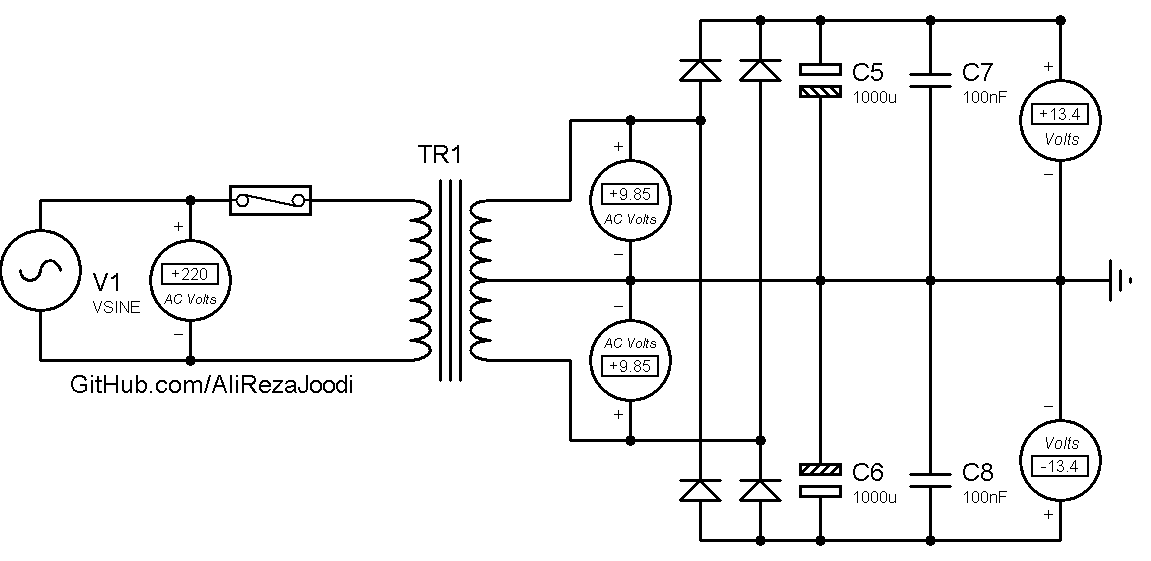 TR1
V1
VSINE
+
+220
AC Volts
−
GitHub.com/AliRezaJoodi
+
+9.85
AC Volts
−
−
AC Volts
+9.85
+
C5
1000u
C7
100nF
+
+13.4
Volts
−
C6
1000u
C8
100nF
−
Volts
-13.4
+